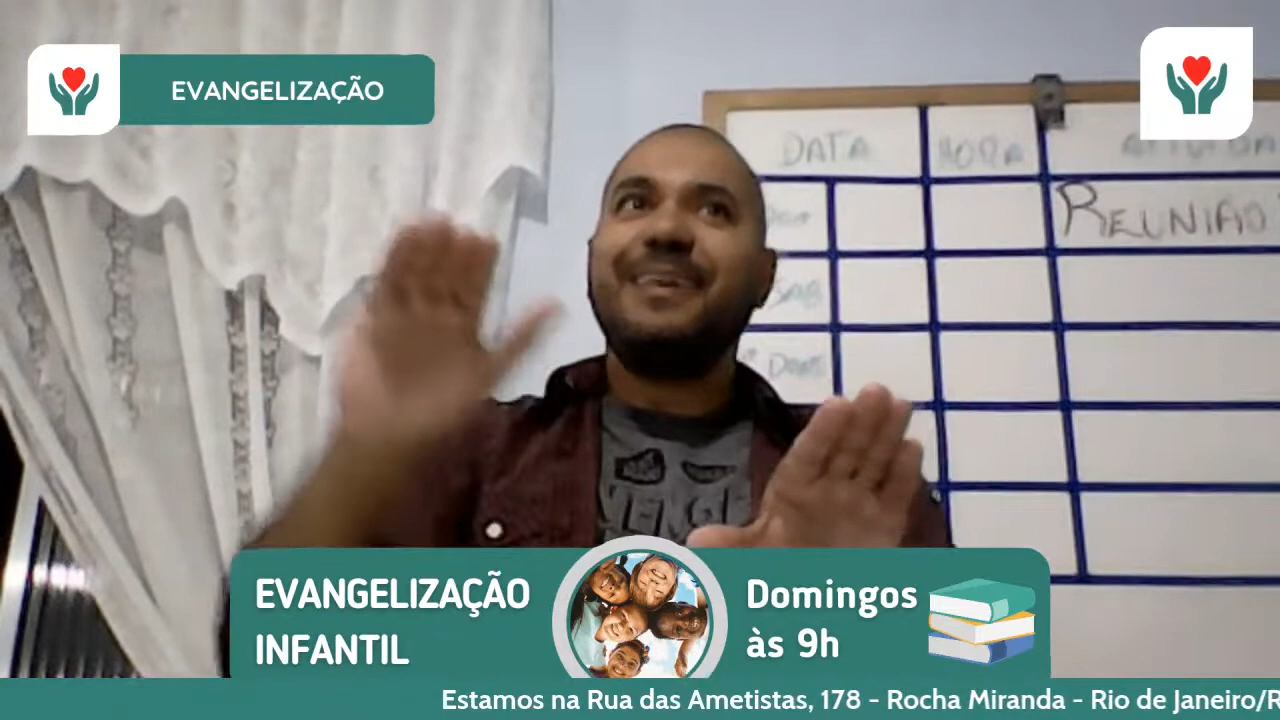 EVANGELIZAÇÃO
DATA
HORA
REUNIÃO
EVANGELIZAÇÃO
INFANTIL
Domingos
às 9h
Estamos na Rua das Ametistas, 178 - Rocha Miranda - Rio de Janeiro/R